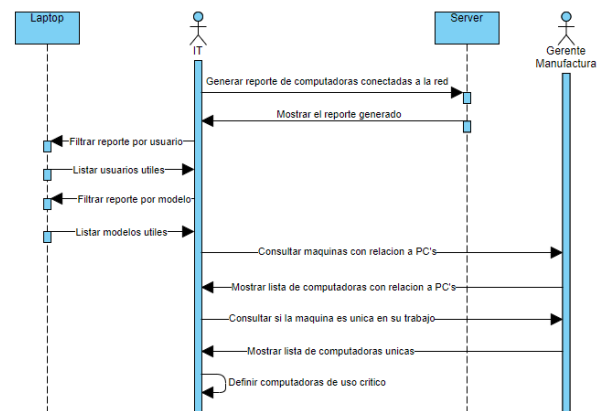 Laptop
IT
Server
Gerente
Manufactura
Generar reporte de computadoras conectadas a la red
Mostrar el reporte generado
Filtrar reporte por usuario
Listar usuarios utiles
Filtrar reporte por modelo
Listar modelos utiles
Consultar maquinas con relacion a PC's
Mostrar lista de computadoras con relacion a PC's
Consultar si la maquina es unica en su trabajo
Mostrar lista de computadoras unicas
Definir computadoras de uso critico